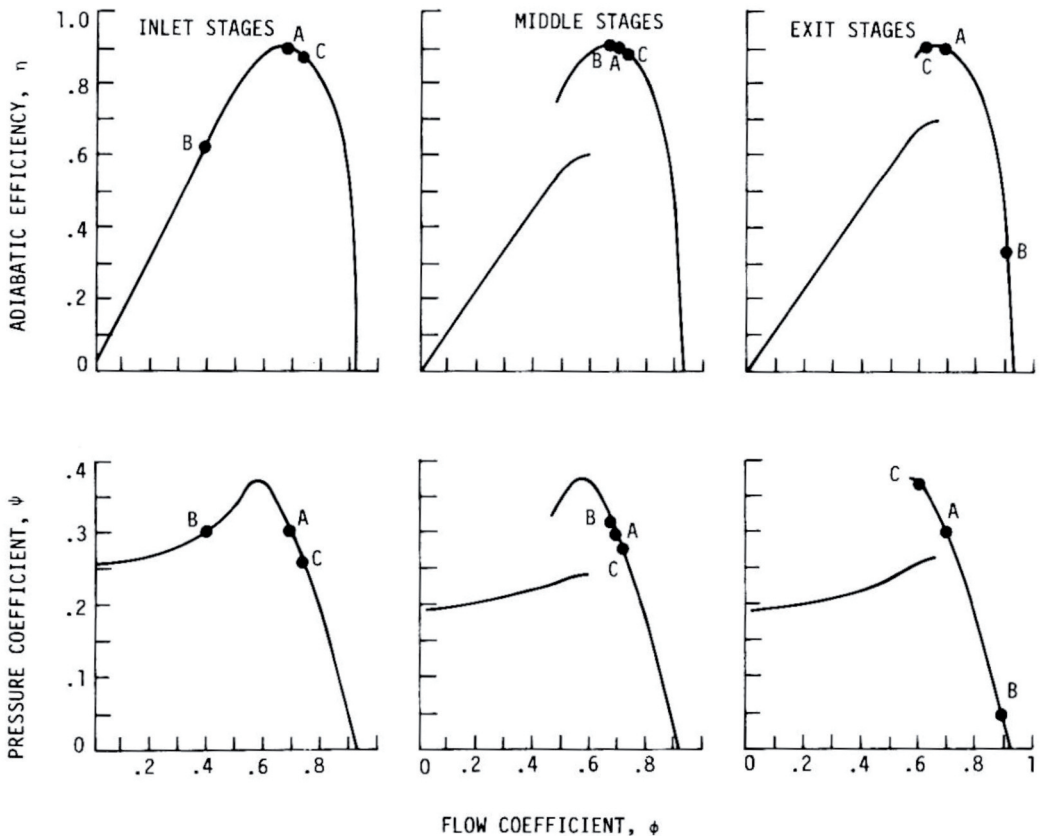 INLET STAGES
MIDDLE STAGES
EXIT STAGES
ADIABATIC EFFICIENCY, η
1.0
.8
.6
.4
.2
0
A
C
B
B
A
C
A
C
B
PRESSURE COEFFICIENT, ψ
.4
.3
.2
.1
0
B
A
C
B
A
C
C
A
B
.2 .4 .6 .8
0 .2 .4 .6 .8
0 .2 .4 .6 .8 1
FLOW COEFFICIENT, ϕ